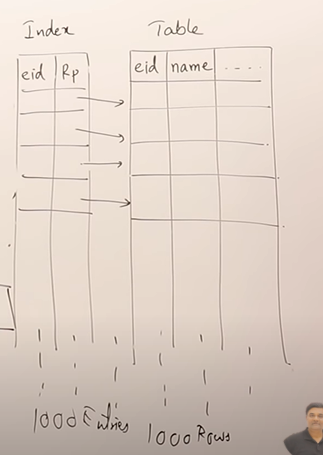 Index
Table
eid Rp
eid name ....
1000 Entries
1000 Rows